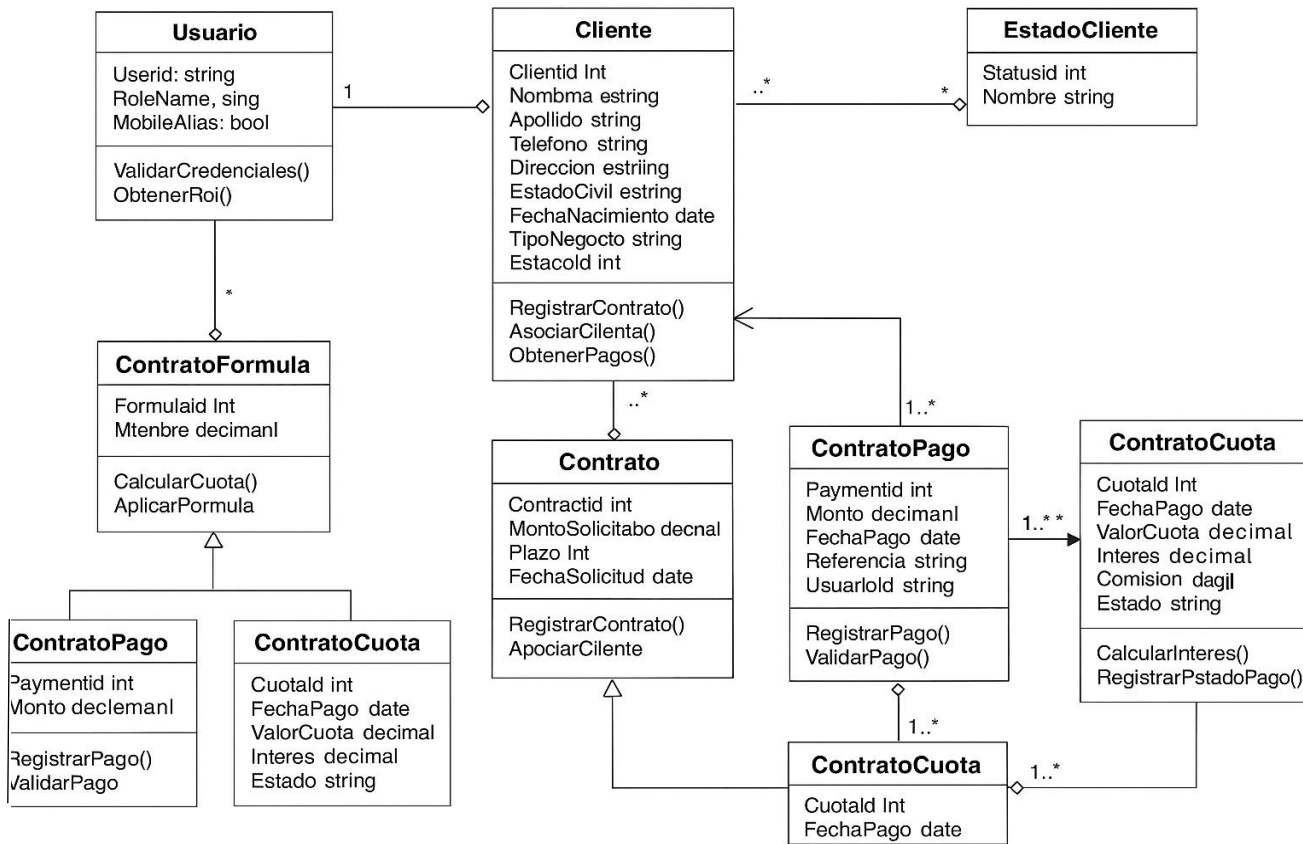 Usuario
Userid: string
RoleName, sing
MobileAlias: bool
ValidarCredenciales()
ObtenerRoi()
1
Cliente
Clientid Int
Nombma estring
Apollido string
Telefono string
Direccion estriing
EstadoCivil estring
FechaNacimiento date
TipoNegocto string
Estacold int
RegistrarContrato()
AsociarCilenta()
ObtenerPagos()
..*
*
EstadoCliente
Statusid int
Nombre string
*
ContratoFormula
Formulaid Int
Mtenbre decimanl
CalcularCuota()
AplicarPormula
ContratoPago
Paymentid int
Monto declemanl
RegistrarPago()
ValidarPago
ContratoCuota
Cuotald int
FechaPago date
ValorCuota decimal
Interes decimal
Estado string
..*
Contrato
Contractid int
MontoSolicitabo decnal
Plazo Int
FechaSolicitud date
RegistrarContrato()
ApociarCilente
1..*
ContratoPago
Paymentid int
Monto decimanl
FechaPago date
Referencia string
Usuarlold string
RegistrarPago()
ValidarPago()
1..**
ContratoCuota
Cuotald Int
FechaPago date
ValorCuota decimal
Interes decimal
Comision dagjl
Estado string
CalcularInteres()
RegistrarPstadoPago()
1..*
1..*
ContratoCuota
Cuotald Int
FechaPago date